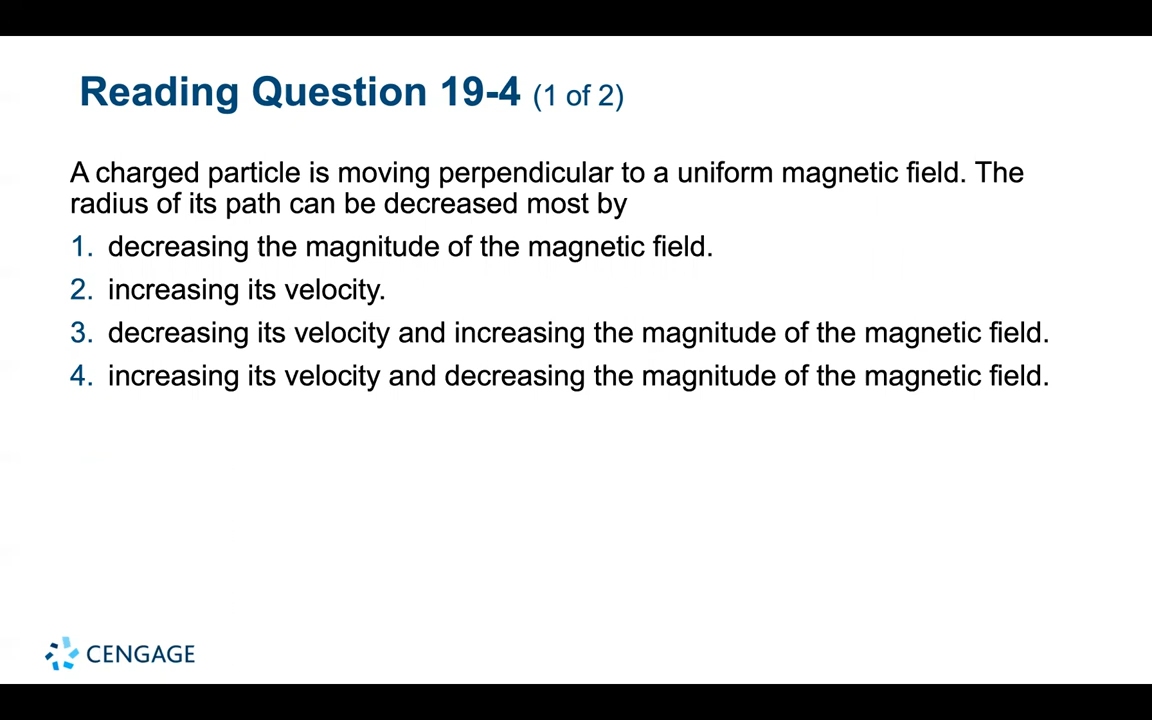 Reading Question 19-4 (1 of 2)
A charged particle is moving perpendicular to a uniform magnetic field. The
radius of its path can be decreased most by
1. decreasing the magnitude of the magnetic field.
2. increasing its velocity.
3. decreasing its velocity and increasing the magnitude of the magnetic field.
4. increasing its velocity and decreasing the magnitude of the magnetic field.
CENGAGE